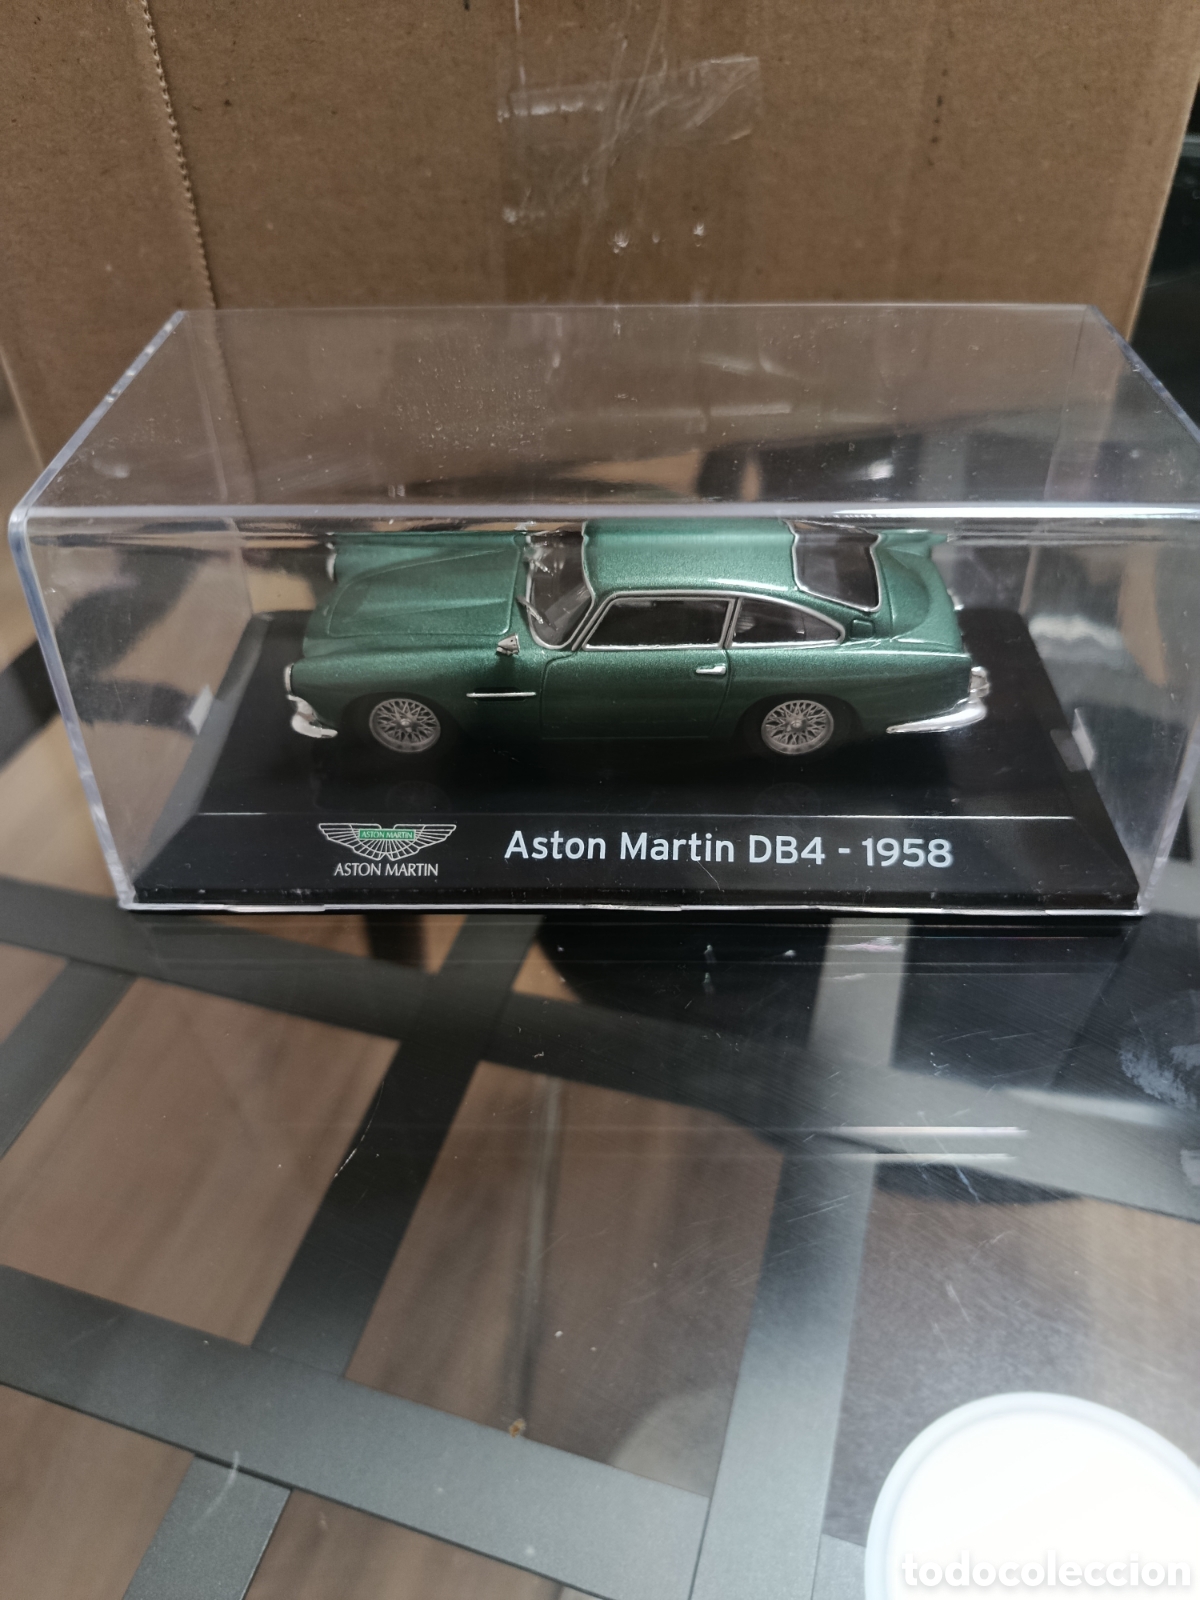 ASTON MARTIN
ASTON MARTIN
Aston Martin DB4 - 1958
todocoleccion